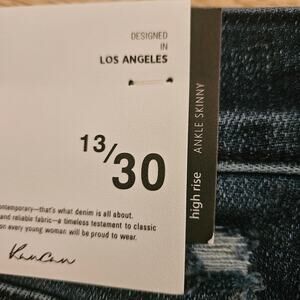 DESIGNED
IN
LOS ANGELES
13/30
contemporary—that's what denim is all about.
and reliable fabric—a timeless testament to classic
on every young woman will be proud to wear.
KanCan
high rise ANKLE SKINNY